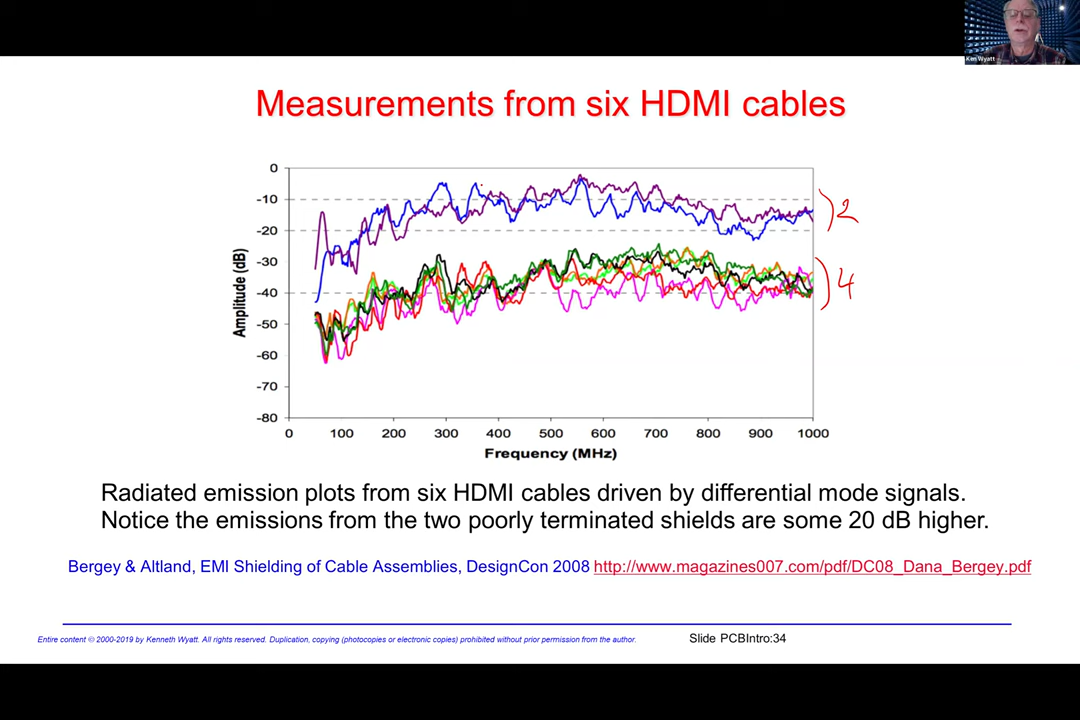 Ken Wyatt
Measurements from six HDMI cables
0
-10
-20
-30
-40
-50
-60
-70
-80
Amplitude (dB)
0 100 200 300 400 500 600 700 800 900 1000
Frequency (MHz)
2
4
Radiated emission plots from six HDMI cables driven by differential mode signals.
Notice the emissions from the two poorly terminated shields are some 20 dB higher.
Bergey & Altland, EMI Shielding of Cable Assemblies, DesignCon 2008 http://www.magazines007.com/pdf/DC08_Dana_Bergey.pdf
Entire content © 2000-2019 by Kenneth Wyatt. All rights reserved. Duplication, copying (photocopies or electronic copies) prohibited without prior permission from the author.
Slide PCBIntro:34